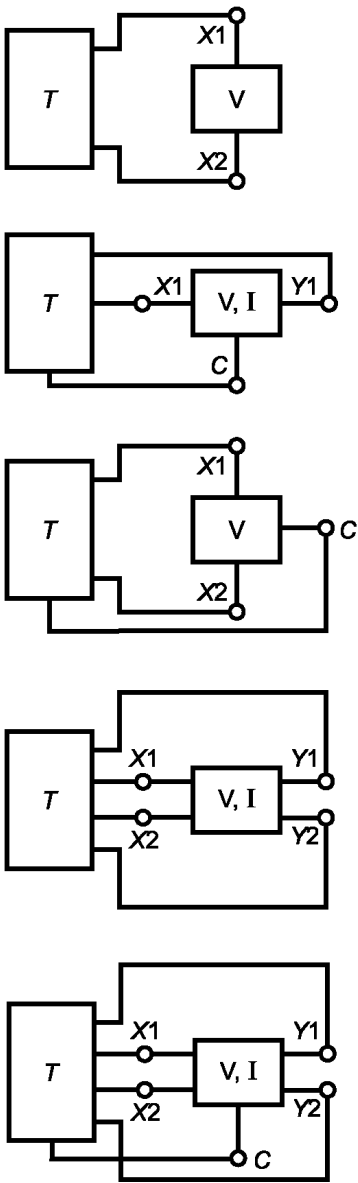 X1
T V
X2
T X1 V, I Y1
C
X1
T V C
X2
X1 Y1
T V, I
X2 Y2
X1 Y1
T V, I
X2 Y2
C